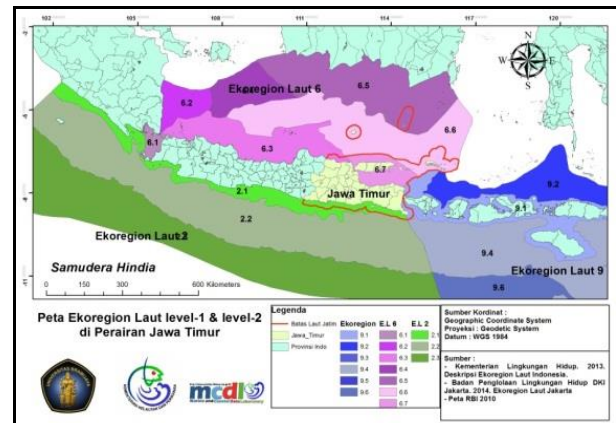 102 105 108 111 114 117 120
N
W E
S
Ekoregion Laut 6
6.5
6.2
6.6
6.1
6.3
6.7
9.2
Jawa Timur
2.1
9.1
2.2
9.4
Ekoregion Laut 2
Ekoregion Laut 9
Samudera Hindia
9.6
0 150 300 600 Kilometers
Peta Ekoregion Laut level-1 & level-2
di Perairan Jawa Timur
Legenda
Batas Laut Jatim
Jawa_Timur
Provinsi Indo
Ekoregion
9.1
9.2
9.3
9.4
9.5
9.6
E.L 6
6.1
6.2
6.3
6.4
6.5
6.6
6.7
E.L 2
2.1
2.2
2.3
Sumber Kordinat :
Geographic Coordinate System
Proyeksi : Geodetic System
Datum : WGS 1984
Sumber :
- Kementerian Lingkungan Hidup. 2013.
Deskripsi Ekoregion Laut Indonesia.
- Badan Penglolaan Lingkungan Hidup DKI
Jakarta. 2014. Ekoregion Laut Jakarta
- Peta RBI 2010
mcdl